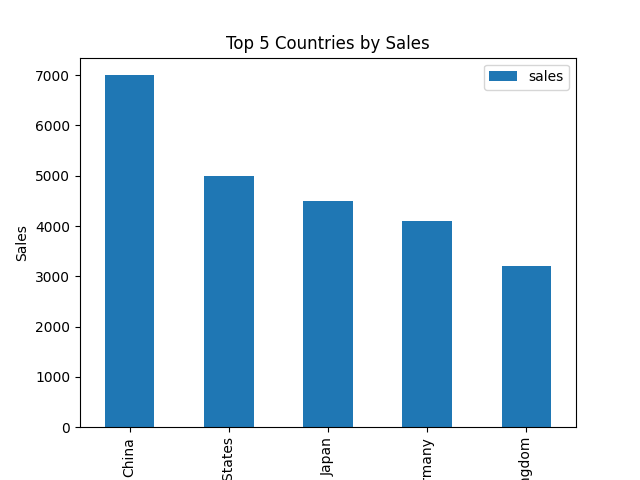 Top 5 Countries by Sales
sales
Sales
7000
6000
5000
4000
3000
2000
1000
0
China
States
Japan
rmany
ngdom